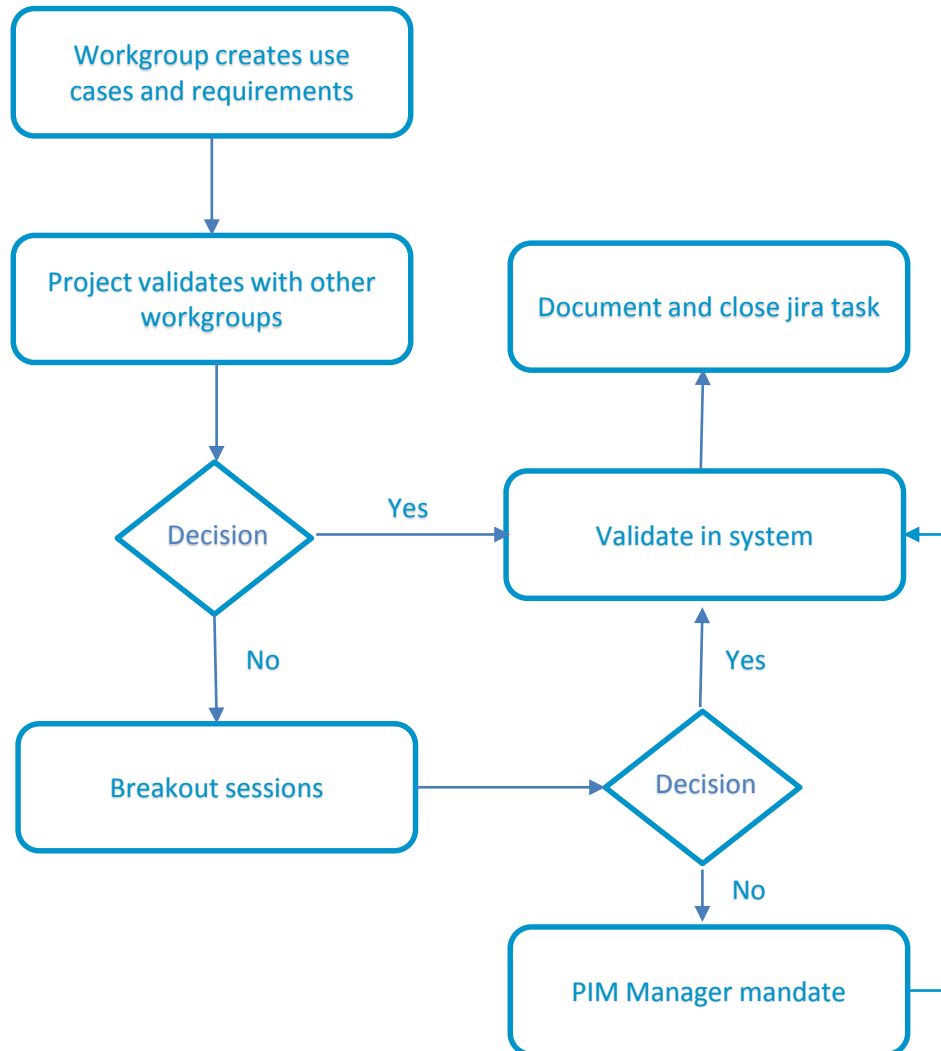 Workgroup creates use
cases and requirements
Project validates with other
workgroups
Document and close jira task
Decision
Yes
Validate in system
No
Yes
Breakout sessions
Decision
No
PIM Manager mandate